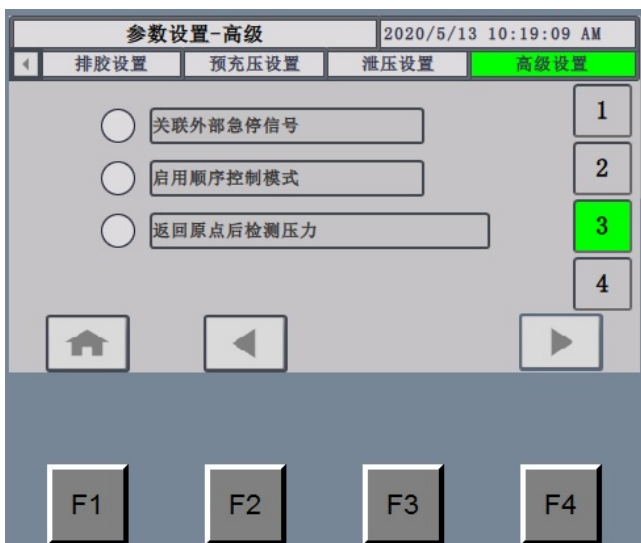 参数设置-高级 2020/5/13 10:19:09 AM
排胶设置 预充压设置 泄压设置 高级设置
关联外部急停信号
1
启用顺序控制模式
2
返回原点后检测压力
3
4
F1 F2 F3 F4